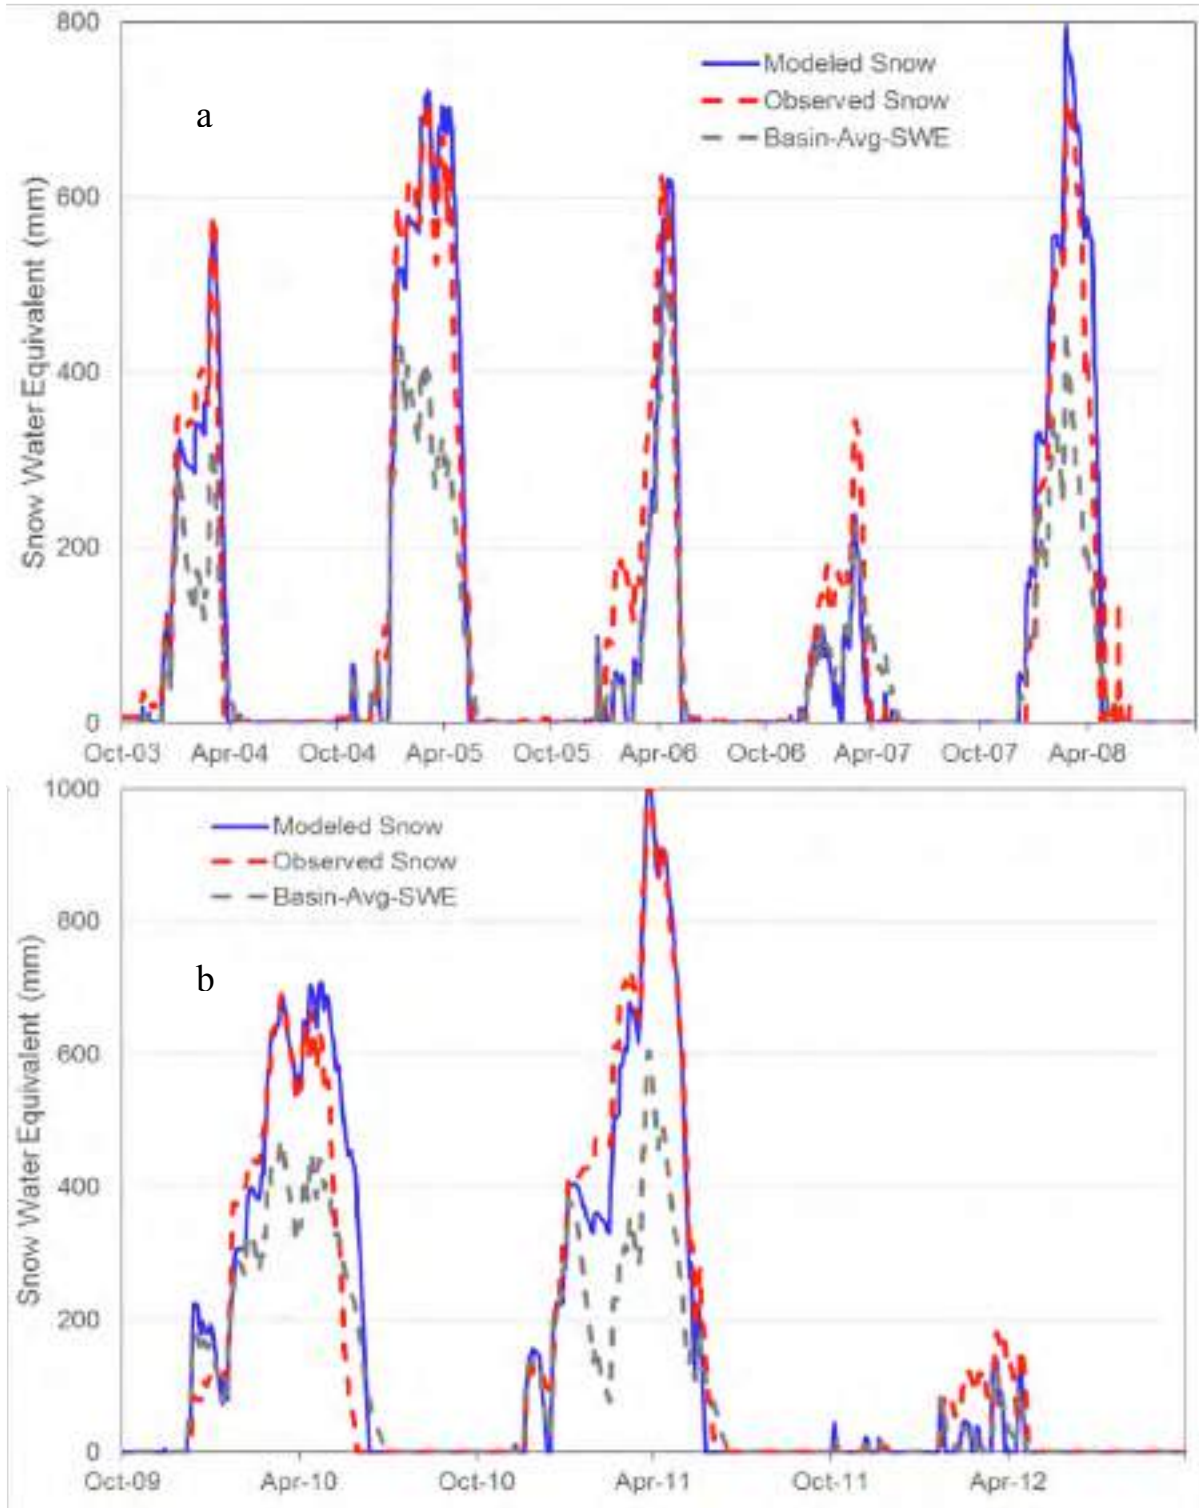 800
Modeled Snow
a
Observed Snow
Basin-Avg-SWE
600
Snow Water Equivalent (mm)
400
200
0
Oct-03 Apr-04 Oct-04 Apr-05 Oct-05 Apr-06 Oct-06 Apr-07 Oct-07 Apr-08
1000
Modeled Snow
Observed Snow
Basin-Avg-SWE
800
b
Snow Water Equivalent (mm)
600
400
200
0
Oct-09 Apr-10 Oct-10 Apr-11 Oct-11 Apr-12